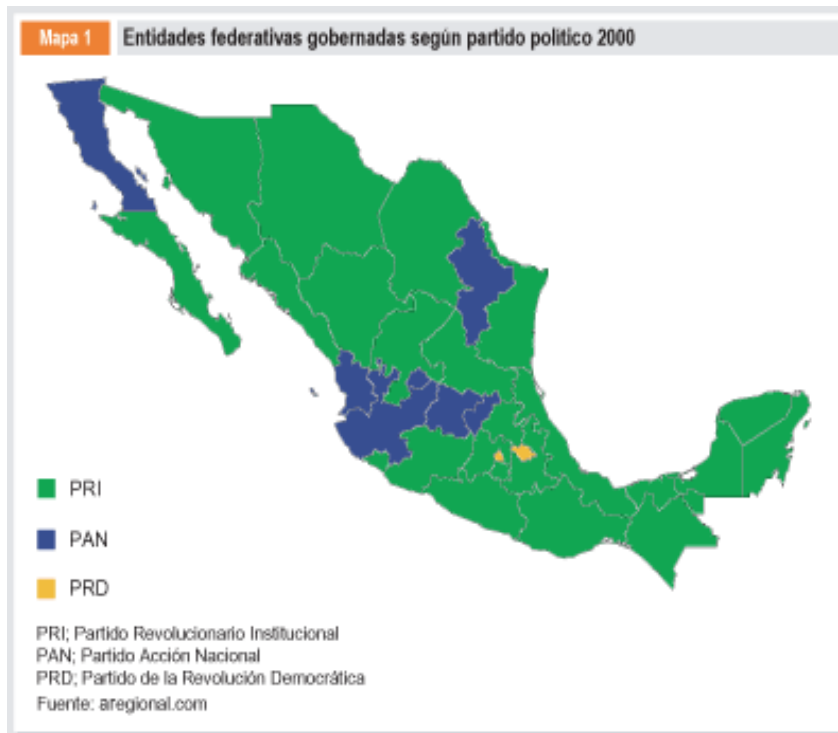 Mapa 1
Entidades federativas gobernadas según partido politico 2000
PRI
PAN
PRD
PRI; Partido Revolucionario Institucional
PAN; Partido Acción Nacional
PRD; Partido de la Revolución Democrática
Fuente: aregional.com